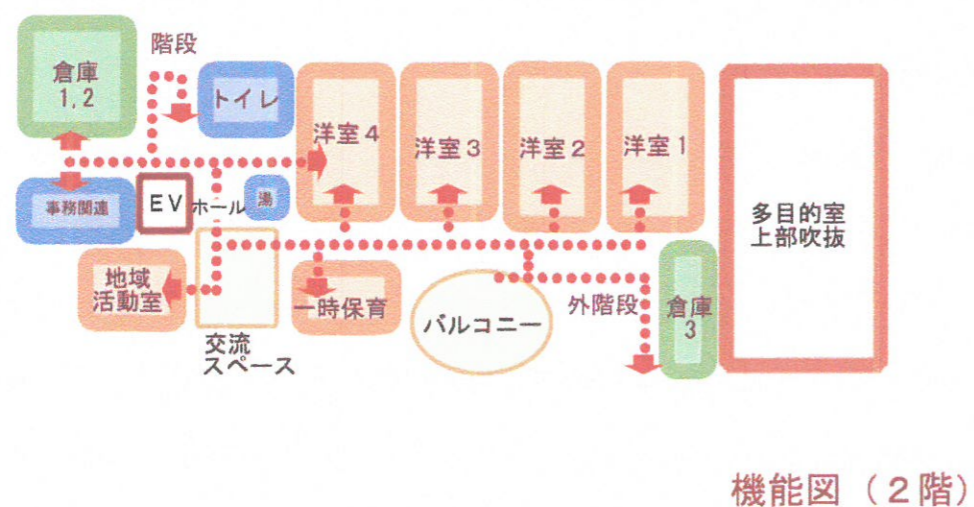 階段
倉庫
1,2
トイレ
洋室4
洋室3
洋室2
洋室1
事務関連
EV
ホール
湯
多目的室
上部吹抜
地域
活動室
一時保育
バルコニー
外階段
倉庫
3
交流
スペース
機能図（2階）